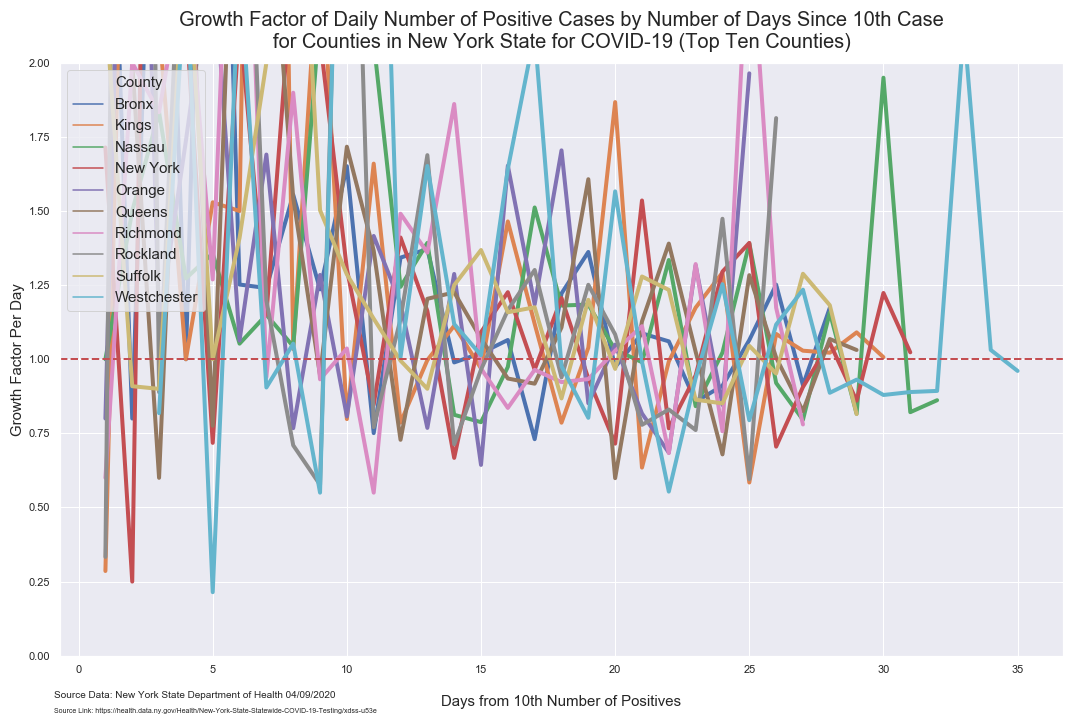 Growth Factor of Daily Number of Positive Cases by Number of Days Since 10th Case
for Counties in New York State for COVID-19 (Top Ten Counties)
2.00
1.75
1.50
1.25
1.00
0.75
0.50
0.25
0.00
Growth Factor Per Day
County
Bronx
Kings
Nassau
New York
Orange
Queens
Richmond
Rockland
Suffolk
Westchester
0 5 10 15 20 25 30 35
Days from 10th Number of Positives
Source Data: New York State Department of Health 04/09/2020
Source Link: https://health.data.ny.gov/Health/New-York-State-Statewide-COVID-19-Testing/xdss-u53e